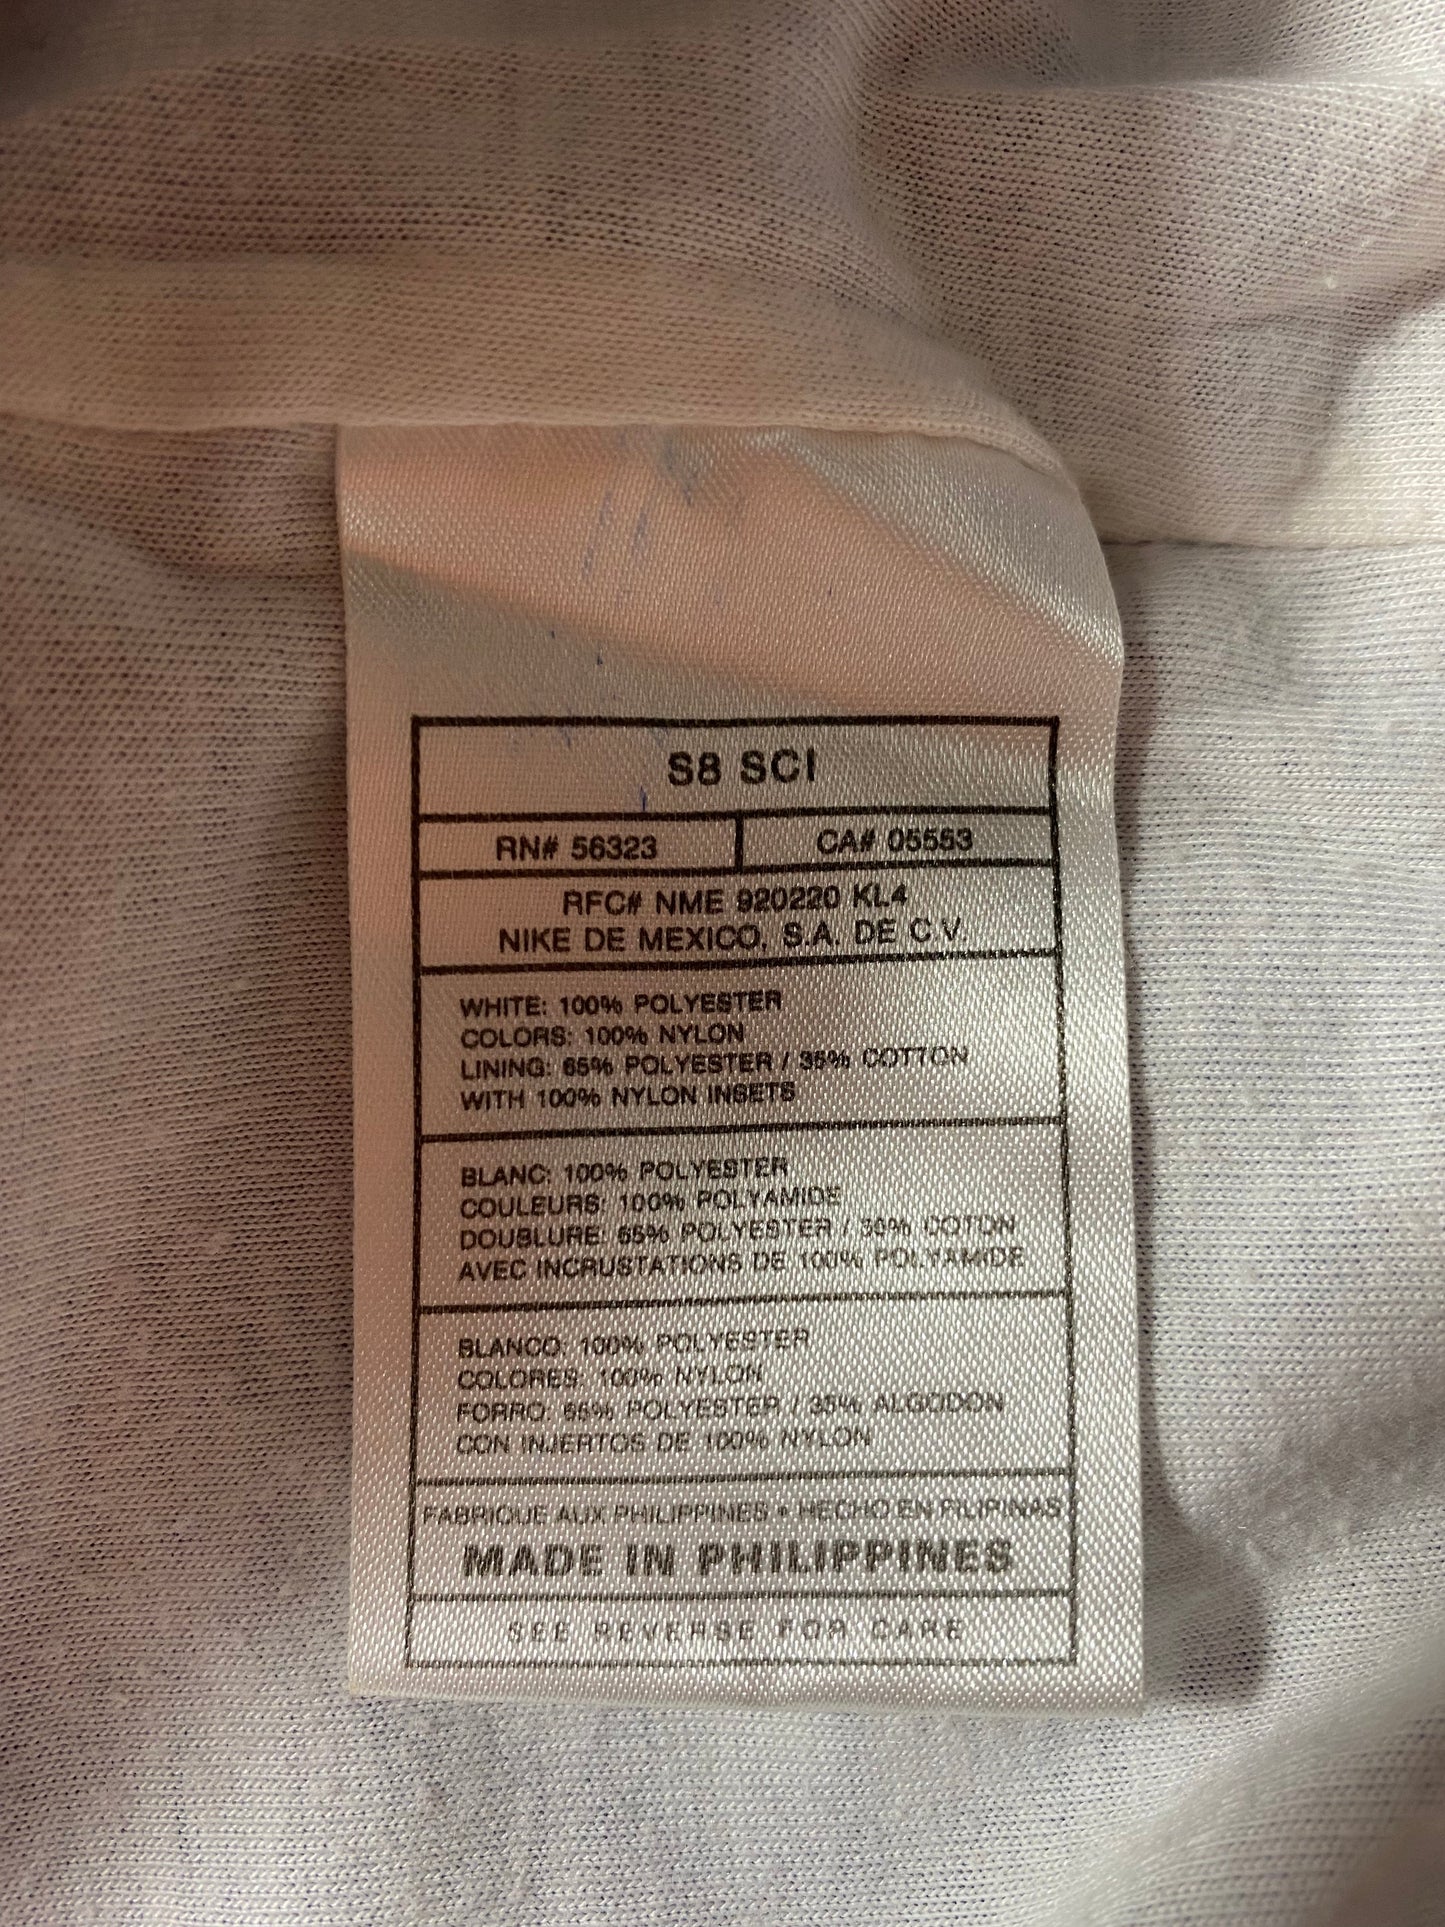 S8 SCI
RN# 56323
CA# 05553
RFC# NME 920220 KL4
NIKE DE MEXICO, S.A. DE C.V.
WHITE: 100% POLYESTER
COLORS: 100% NYLON
LINING: 65% POLYESTER / 35% COTTON
WITH 100% NYLON INSETS
BLANC: 100% POLYESTER
COULEURS: 100% POLYAMIDE
DOUBLURE: 65% POLYESTER / 35% COTON
AVEC INCRUSTATIONS DE 100% POLYAMIDE
BLANCO: 100% POLYESTER
COLORES: 100% NYLON
FORRO: 65% POLYESTER / 35% ALGODON
CON INJERTOS DE 100% NYLON
FABRIQUE AUX PHILIPPINES • HECHO EN FILIPINAS
MADE IN PHILIPPINES
SEE REVERSE FOR CARE